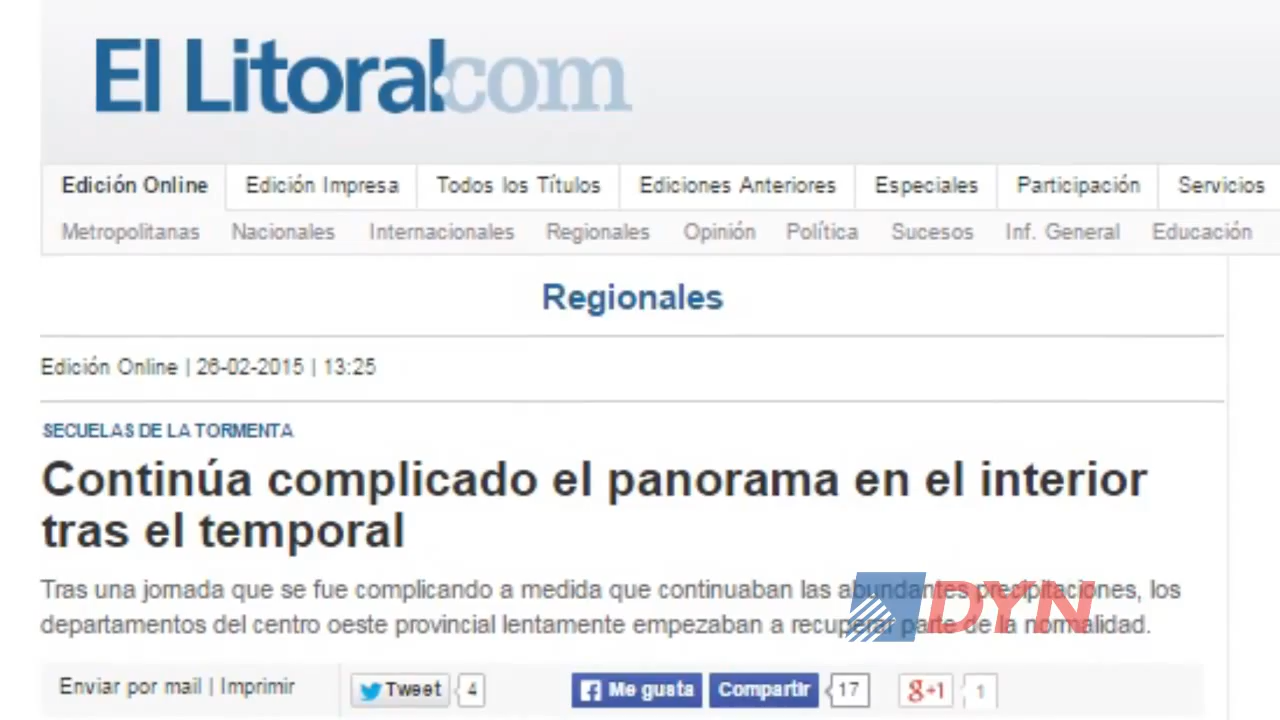 El Litoral.com
Edición Online Edición Impresa Todos los Títulos Ediciones Anteriores Especiales Participación Servicios
Metropolitanas Nacionales Internacionales Regionales Opinión Política Sucesos Inf. General Educación
Regionales
Edición Online | 26-02-2015 | 13:25
SECUELAS DE LA TORMENTA
Continúa complicado el panorama en el interior
tras el temporal
Tras una jornada que se fue complicando a medida que continuaban las abundantes precipitaciones, los
departamentos del centro oeste provincial lentamente empezaban a recuperar parte de la normalidad.
DYN
Enviar por mail | Imprimir Tweet 4 Me gusta Compartir 17 g+1 1